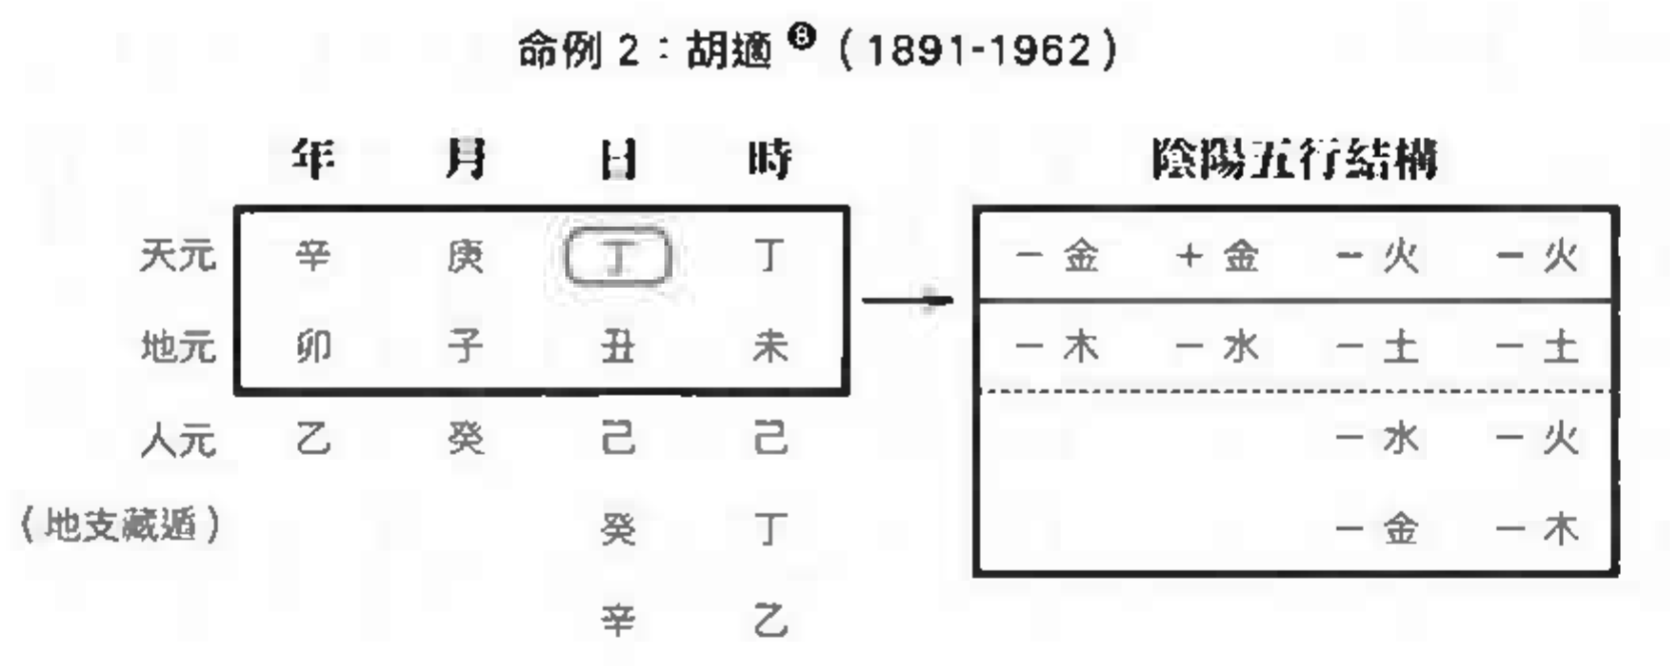 命例 2：胡適 ❽ (1891-1962)
年 月 日 時 陰陽五行結構
天元 辛 庚 丁 丁 － 金 ＋ 金 － 火 － 火
地元 卯 子 丑 未 － 木 － 水 － 土 － 土
人元 乙 癸 己 己 － 水 － 火
(地支藏遁) 癸 丁 － 金 － 木
辛 乙